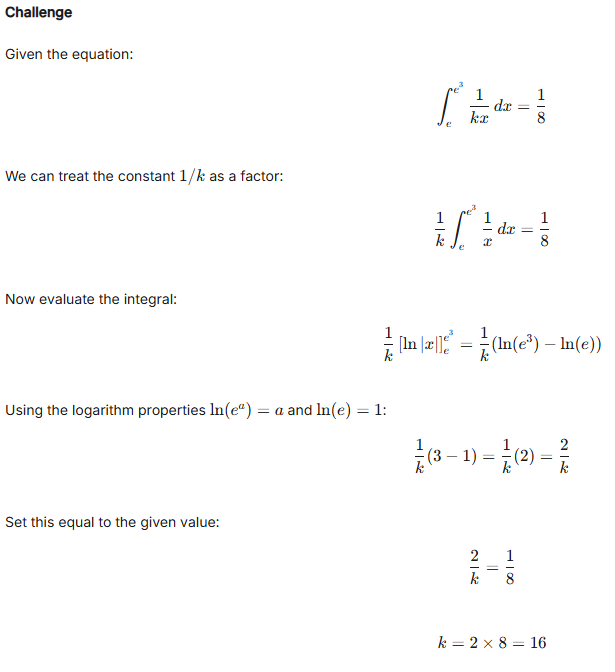 Challenge
Given the equation:
$$\int_{e}^{e^3} \frac{1}{kx} \, dx = \frac{1}{8}$$
We can treat the constant $1/k$ as a factor:
$$\frac{1}{k} \int_{e}^{e^3} \frac{1}{x} \, dx = \frac{1}{8}$$
Now evaluate the integral:
$$\frac{1}{k} \left[\ln |x|\right]_{e}^{e^3} = \frac{1}{k} (\ln(e^3) - \ln(e))$$
Using the logarithm properties $\ln(e^a) = a$ and $\ln(e) = 1$:
$$\frac{1}{k}(3 - 1) = \frac{1}{k}(2) = \frac{2}{k}$$
Set this equal to the given value:
$$\frac{2}{k} = \frac{1}{8}$$
$$k = 2 \times 8 = 16$$